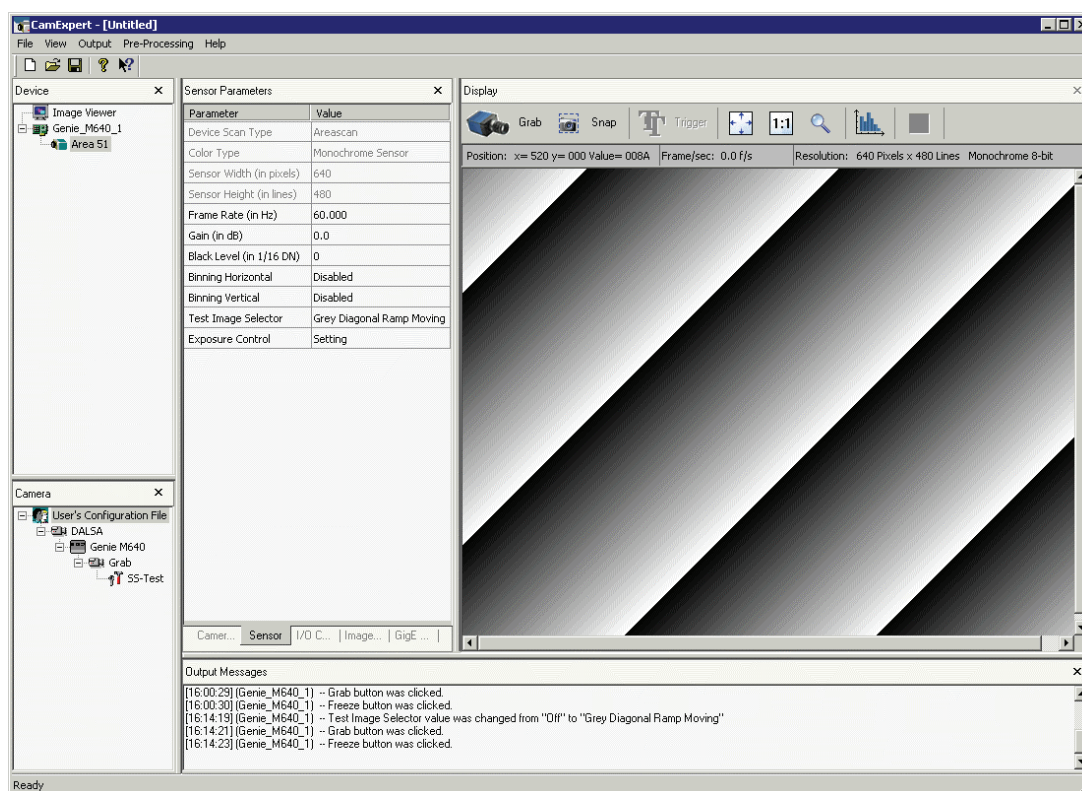 CamExpert - [Untitled]
File View Output Pre-Processing Help
Device
Image Viewer
Genie_M640_1
Area 51
Camera
User's Configuration File
DALSA
Genie M640
Grab
SS-Test
Sensor Parameters
Parameter Value
Device Scan Type Areascan
Color Type Monochrome Sensor
Sensor Width (in pixels) 640
Sensor Height (in lines) 480
Frame Rate (in Hz) 60.000
Gain (in dB) 0.0
Black Level (in 1/16 DN) 0
Binning Horizontal Disabled
Binning Vertical Disabled
Test Image Selector Grey Diagonal Ramp Moving
Exposure Control Setting
Camer... Sensor I/O C... Image... GigE ...
Display
Grab Snap Trigger 1:1
Position: x= 520 y= 000 Value= 008A Frame/sec: 0.0 f/s Resolution: 640 Pixels x 480 Lines Monochrome 8-bit
Output Messages
[16:00:29] (Genie_M640_1) -- Grab button was clicked.
[16:00:30] (Genie_M640_1) -- Freeze button was clicked.
[16:14:19] (Genie_M640_1) -- Test Image Selector value was changed from "Off" to "Grey Diagonal Ramp Moving"
[16:14:21] (Genie_M640_1) -- Grab button was clicked.
[16:14:23] (Genie_M640_1) -- Freeze button was clicked.
Ready